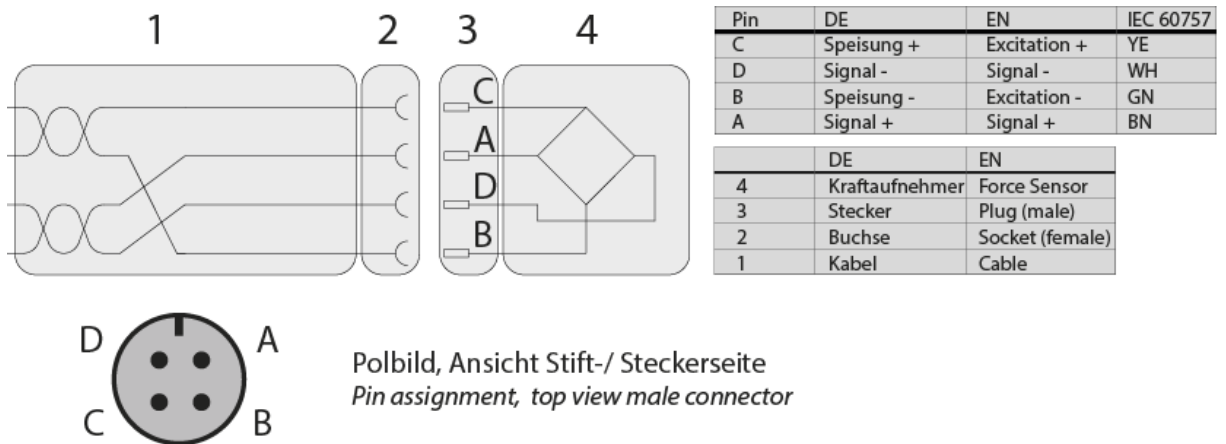 1 2 3 4
C
A
D
B
Pin DE EN IEC 60757
C Speisung + Excitation + YE
D Signal - Signal - WH
B Speisung - Excitation - GN
A Signal + Signal + BN
DE EN
4 Kraftaufnehmer Force Sensor
3 Stecker Plug (male)
2 Buchse Socket (female)
1 Kabel Cable
D A
C B
Polbild, Ansicht Stift-/ Steckerseite
Pin assignment, top view male connector